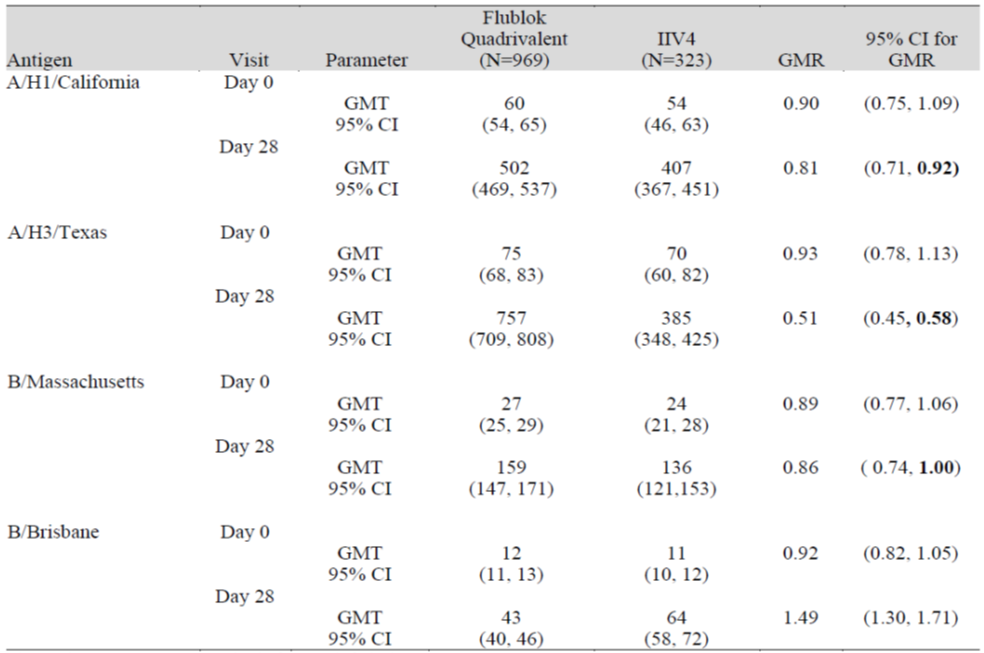 Antigen Visit Parameter Flublok Quadrivalent (N=969) IIV4 (N=323) GMR 95% CI for GMR
A/H1/California Day 0
GMT 60 54 0.90 (0.75, 1.09)
95% CI (54, 65) (46, 63)
Day 28
GMT 502 407 0.81 (0.71, 0.92)
95% CI (469, 537) (367, 451)
A/H3/Texas Day 0
GMT 75 70 0.93 (0.78, 1.13)
95% CI (68, 83) (60, 82)
Day 28
GMT 757 385 0.51 (0.45, 0.58)
95% CI (709, 808) (348, 425)
B/Massachusetts Day 0
GMT 27 24 0.89 (0.77, 1.06)
95% CI (25, 29) (21, 28)
Day 28
GMT 159 136 0.86 ( 0.74, 1.00)
95% CI (147, 171) (121,153)
B/Brisbane Day 0
GMT 12 11 0.92 (0.82, 1.05)
95% CI (11, 13) (10, 12)
Day 28
GMT 43 64 1.49 (1.30, 1.71)
95% CI (40, 46) (58, 72)